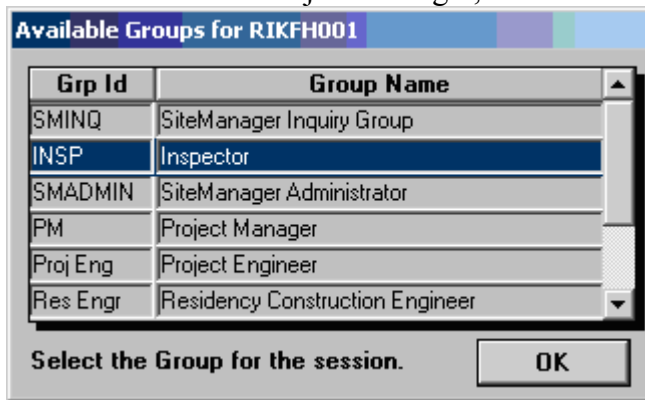 Available Groups for RIKFH001
Grp Id Group Name
SMINQ SiteManager Inquiry Group
INSP Inspector
SMADMIN SiteManager Administrator
PM Project Manager
Proj Eng Project Engineer
Res Engr Residency Construction Engineer
Select the Group for the session. OK